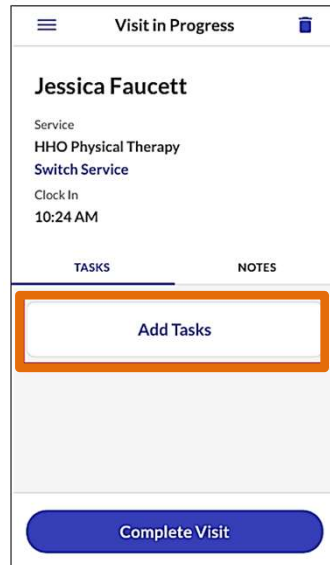 Visit in Progress
Jessica Faucett
Service
HHO Physical Therapy
Switch Service
Clock In
10:24 AM
TASKS NOTES
Add Tasks
Complete Visit